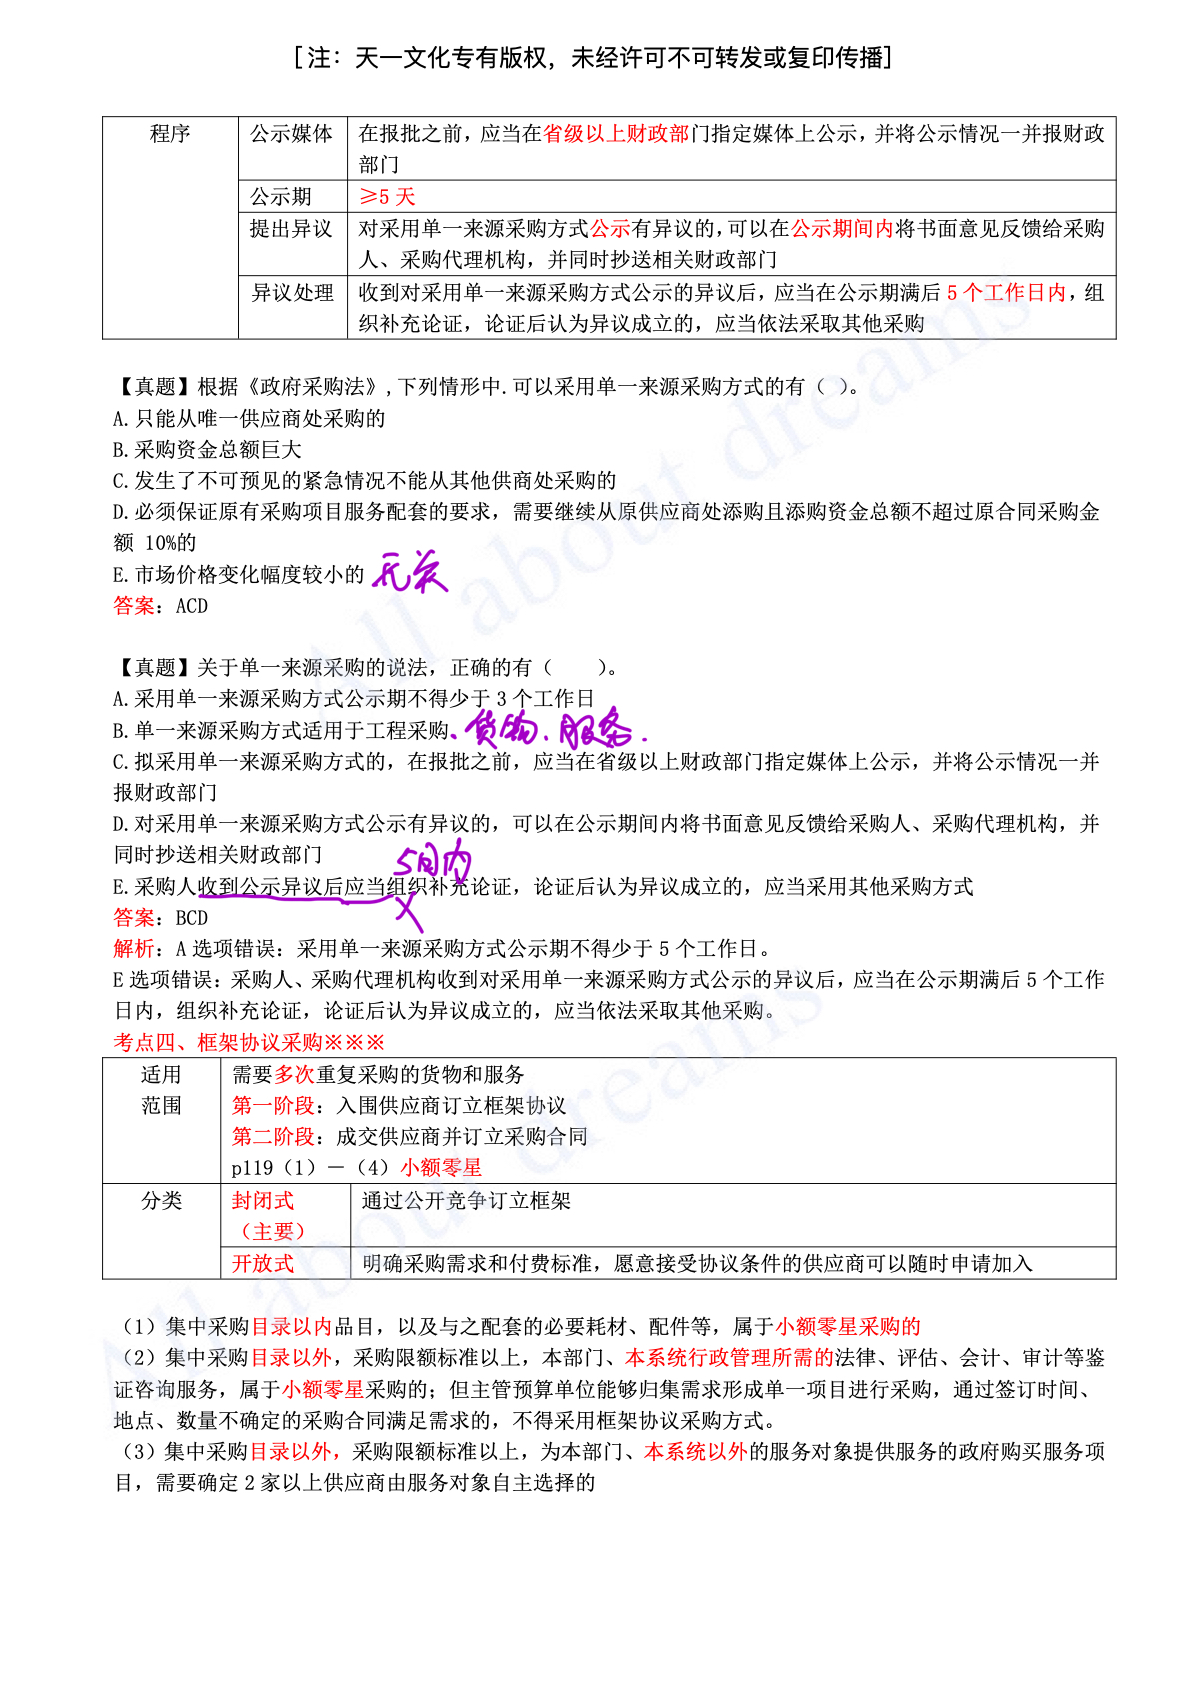 [注：天一文化专有版权，未经许可不可转发或复印传播]
程序
公示媒体
在报批之前，应当在省级以上财政部门指定媒体上公示，并将公示情况一并报财政
部门
公示期
≥5 天
提出异议
对采用单一来源采购方式公示有异议的，可以在公示期间内将书面意见反馈给采购
人、采购代理机构，并同时抄送相关财政部门
异议处理
收到对采用单一来源采购方式公示的异议后，应当在公示期满后 5 个工作日内，组
织补充论证，论证后认为异议成立的，应当依法采取其他采购
【真题】根据《政府采购法》,下列情形中.可以采用单一来源采购方式的有（ ）。
A.只能从唯一供应商处采购的
B.采购资金总额巨大
C.发生了不可预见的紧急情况不能从其他供商处采购的
D.必须保证原有采购项目服务配套的要求，需要继续从原供应商处添购且添购资金总额不超过原合同采购金
额 10%的
E.市场价格变化幅度较小的 无关
答案：ACD
【真题】关于单一来源采购的说法，正确的有（    ）。
A.采用单一来源采购方式公示期不得少于 3 个工作日
B.单一来源采购方式适用于工程采购、货物、服务.
C.拟采用单一来源采购方式的，在报批之前，应当在省级以上财政部门指定媒体上公示，并将公示情况一并
报财政部门
D.对采用单一来源采购方式公示有异议的，可以在公示期间内将书面意见反馈给采购人、采购代理机构，并
同时抄送相关财政部门
5日内
E.采购人收到公示异议后应当组织补充论证，论证后认为异议成立的，应当采用其他采购方式
答案：BCD
解析：A 选项错误：采用单一来源采购方式公示期不得少于 5 个工作日。
E 选项错误：采购人、采购代理机构收到对采用单一来源采购方式公示的异议后，应当在公示期满后 5 个工作
日内，组织补充论证，论证后认为异议成立的，应当依法采取其他采购。
考点四、框架协议采购※※※
适用
范围
需要多次重复采购的货物和服务
第一阶段：入围供应商订立框架协议
第二阶段：成交供应商并订立采购合同
p119（1）－（4）小额零星
分类
封闭式
（主要）
通过公开竞争订立框架
开放式
明确采购需求和付费标准，愿意接受协议条件的供应商可以随时申请加入
（1）集中采购目录以内品目，以及与之配套的必要耗材、配件等，属于小额零星采购的
（2）集中采购目录以外，采购限额标准以上，本部门、本系统行政管理所需的法律、评估、会计、审计等鉴
证咨询服务，属于小额零星采购的；但主管预算单位能够归集需求形成单一项目进行采购，通过签订时间、
地点、数量不确定的采购合同满足需求的，不得采用框架协议采购方式。
（3）集中采购目录以外，采购限额标准以上，为本部门、本系统以外的服务对象提供服务的政府购买服务项
目，需要确定 2 家以上供应商由服务对象自主选择的
All about dreams
All about dreams